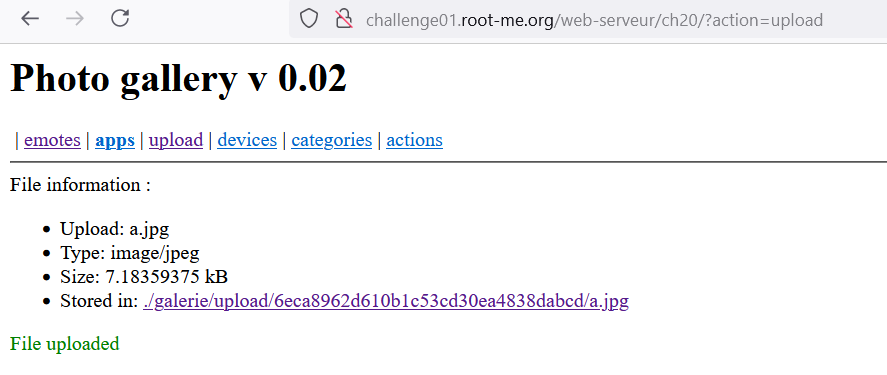 challenge01.root-me.org/web-serveur/ch20/?action=upload
Photo gallery v 0.02
| emotes | apps | upload | devices | categories | actions
File information :
• Upload: a.jpg
• Type: image/jpeg
• Size: 7.18359375 kB
• Stored in: ./galerie/upload/6eca8962d610b1c53cd30ea4838dabcd/a.jpg
File uploaded